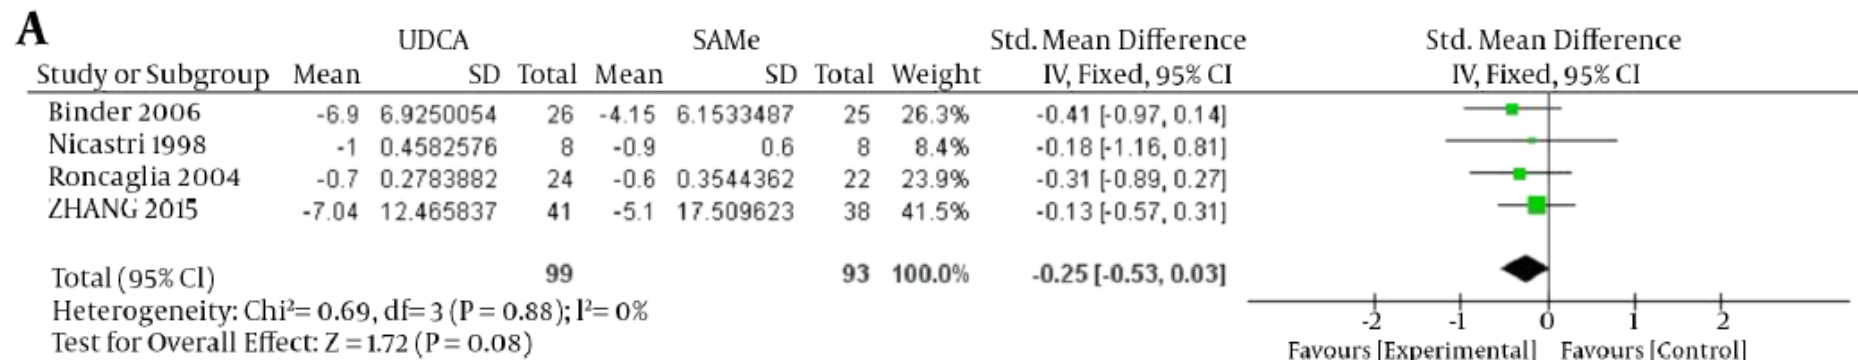 A
UDCA SAMe Std. Mean Difference Std. Mean Difference
Study or Subgroup Mean SD Total Mean SD Total Weight IV, Fixed, 95% CI IV, Fixed, 95% CI
Binder 2006 -6.9 6.9250054 26 -4.15 6.1533487 25 26.3% -0.41 [-0.97, 0.14]
Nicastri 1998 -1 0.4582576 8 -0.9 0.6 8 8.4% -0.18 [-1.16, 0.81]
Roncaglia 2004 -0.7 0.2783882 24 -0.6 0.3544362 22 23.9% -0.31 [-0.89, 0.27]
ZHANG 2015 -7.04 12.465837 41 -5.1 17.509623 38 41.5% -0.13 [-0.57, 0.31]
Total (95% Cl) 99 93 100.0% -0.25 [-0.53, 0.03]
Heterogeneity: Chi²= 0.69, df= 3 (P = 0.88); l²= 0%
Test for Overall Effect: Z = 1.72 (P = 0.08)
-2 -1 0 1 2
Favours [Experimental] Favours [Control]